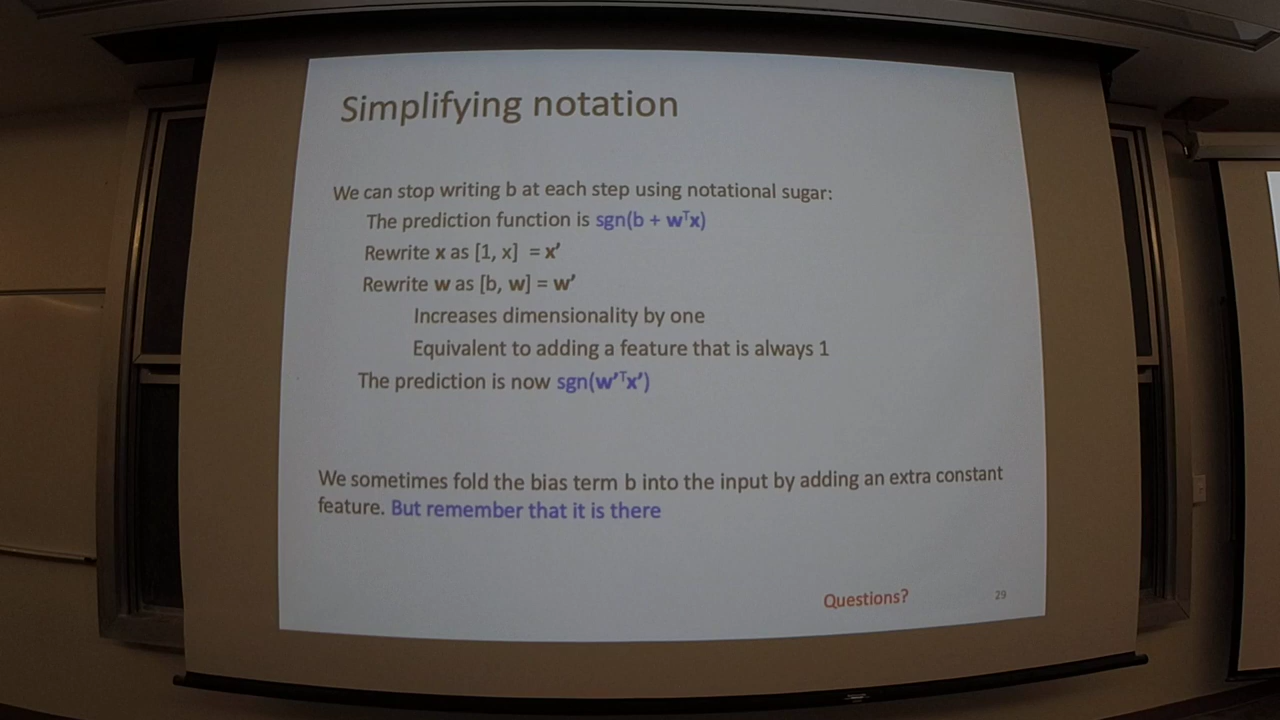 Simplifying notation
We can stop writing b at each step using notational sugar:
The prediction function is sgn(b + wᵀx)
Rewrite x as [1, x] = x′
Rewrite w as [b, w] = w′
Increases dimensionality by one
Equivalent to adding a feature that is always 1
The prediction is now sgn(w′ᵀx′)
We sometimes fold the bias term b into the input by adding an extra constant
feature. But remember that it is there
Questions?
29